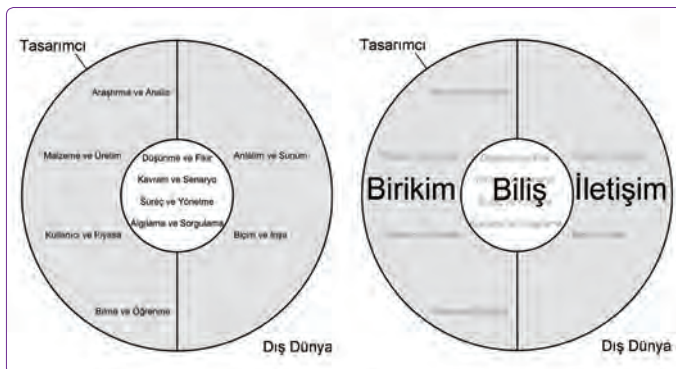 Tasarımcı
Araştırma ve Analiz
Malzeme ve Üretim
Düşünme ve Fikir
Anlatım ve Sunum
Kavram ve Senaryo
Süreç ve Yönetme
Algılama ve Sorgulama
Kullanıcı ve Piyasa
Biçim ve İnşa
Bilme ve Öğrenme
Dış Dünya
Tasarımcı
Birikim
Biliş
İletişim
Dış Dünya